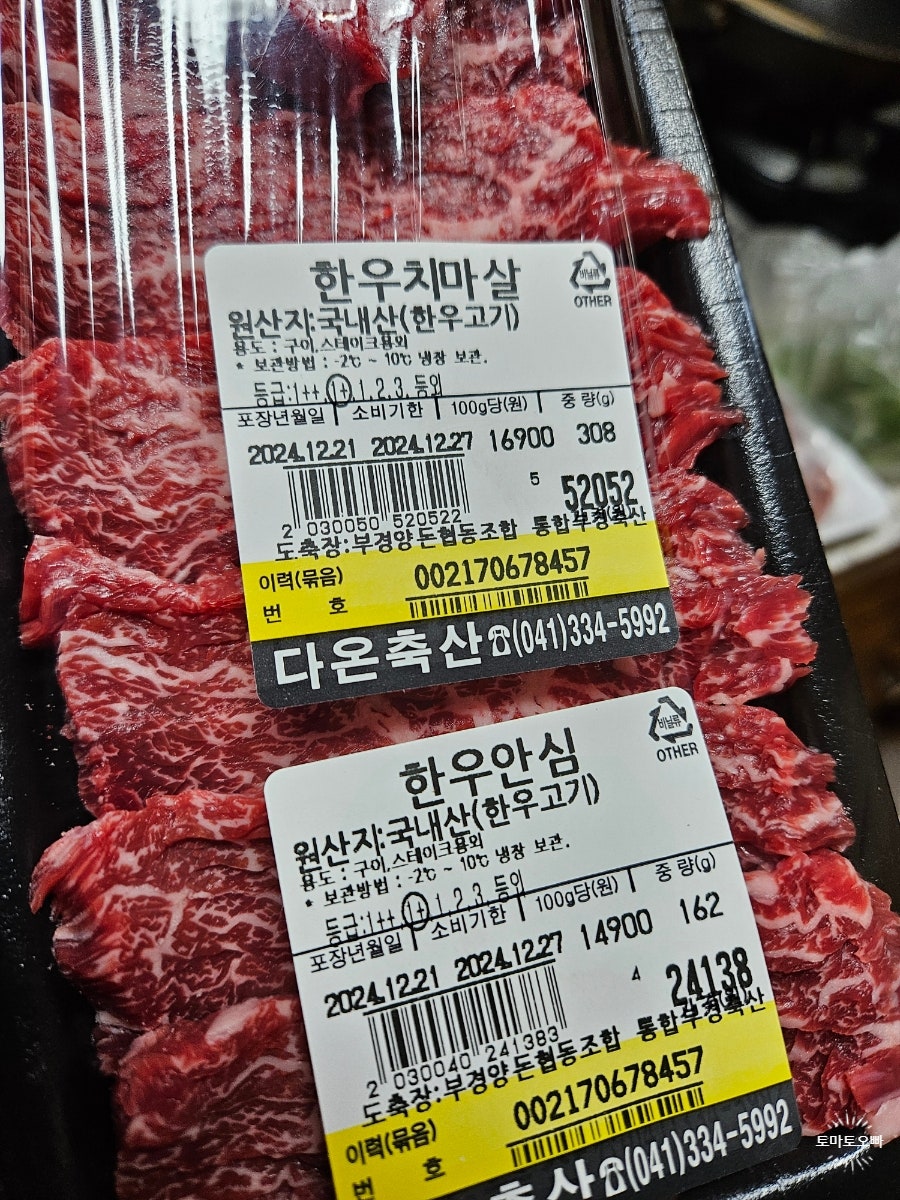 한우치마살
비닐류
OTHER
원산지:국내산(한우고기)
용도 : 구이,스테이크용외
* 보관방법 : -2℃ ~ 10℃ 냉장 보관.
등급:1++,1+,1,2,3,등외
포장년월일 소비기한 100g당(원) 중량(g)
2024.12.21 2024.12.27 16900 308
5 52052
2 030050 520522
도축장:부경양돈협동조합 통합부경축산
이력(묶음) 번호 002170678457
다온축산☎(041)334-5992
한우안심
비닐류
OTHER
원산지:국내산(한우고기)
용도 : 구이,스테이크용외
* 보관방법 : -2℃ ~ 10℃ 냉장 보관.
등급:1++,1+,1,2,3,등외
포장년월일 소비기한 100g당(원) 중량(g)
2024.12.21 2024.12.27 14900 162
4 24138
2 030040 241383
도축장:부경양돈협동조합 통합부경축산
이력(묶음) 번호 002170678457
축산☎(041)334-5992
토마토오빠